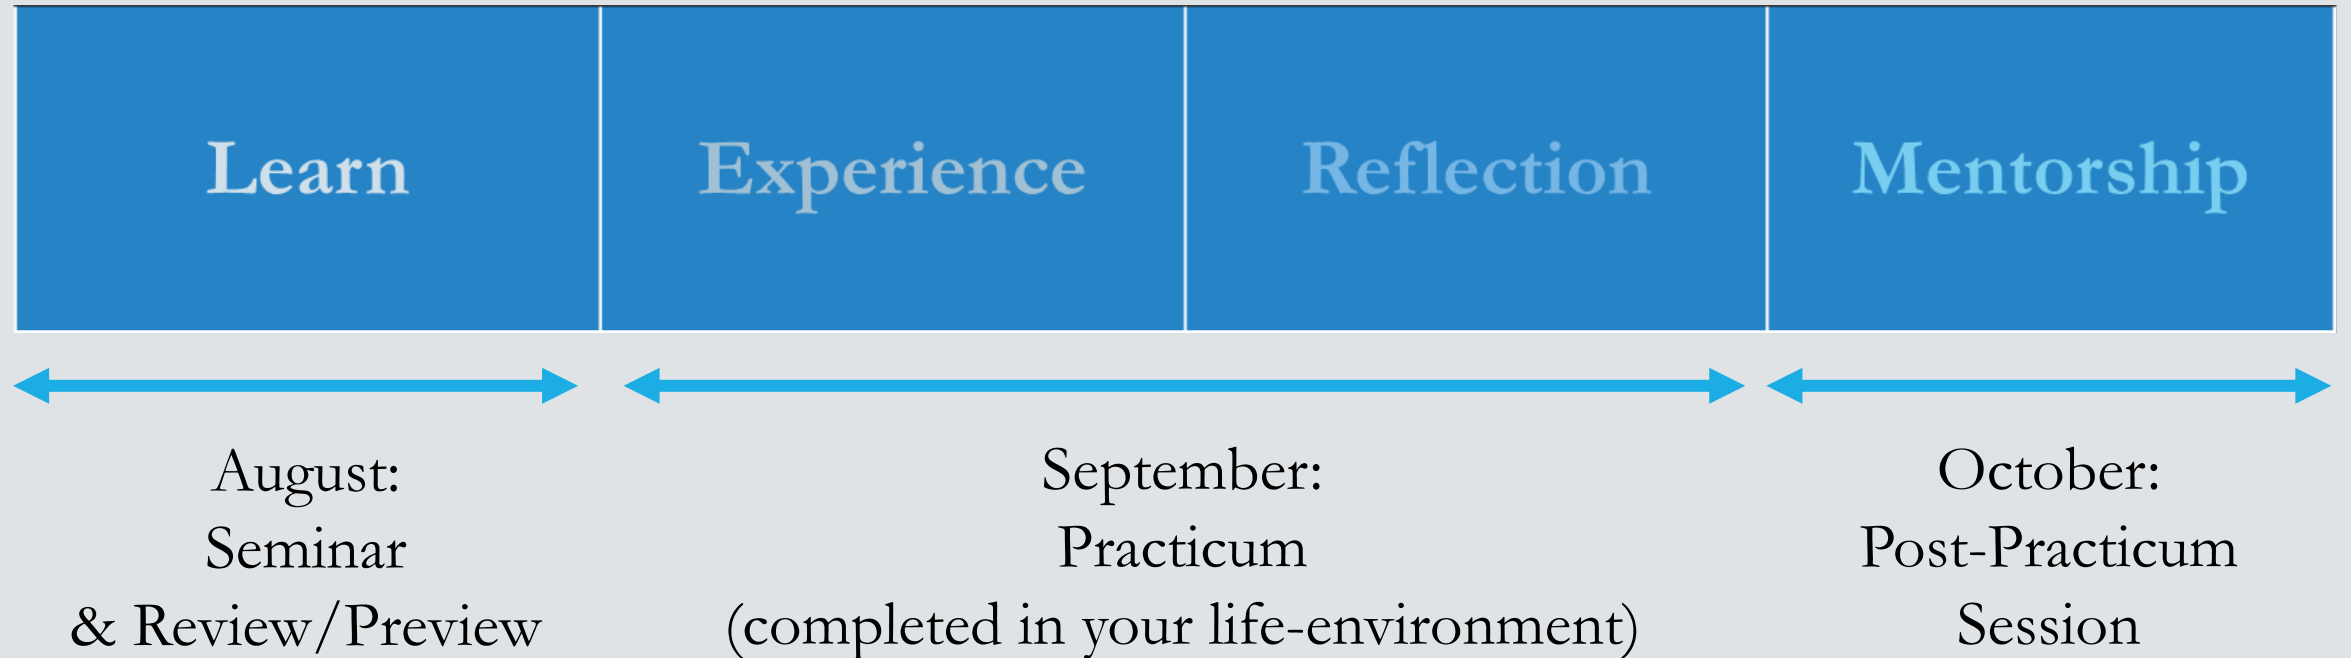 Learn
Experience
Reflection
Mentorship
August:
Seminar
& Review/Preview
September:
Practicum
(completed in your life-environment)
October:
Post-Practicum
Session